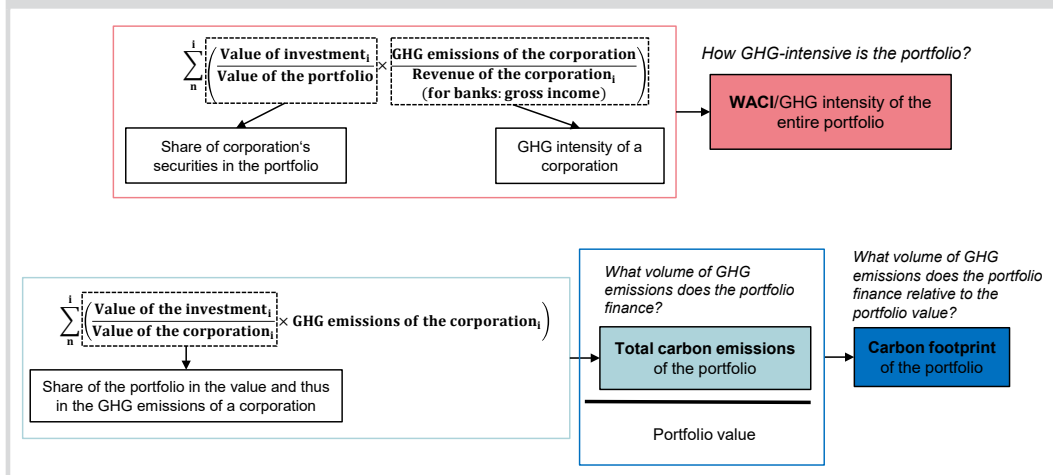 i
∑
n
(Value of investmentᵢ / Value of the portfolio × GHG emissions of the corporation / Revenue of the corporationᵢ
(for banks: gross income))
Share of corporation‘s
securities in the portfolio
GHG intensity of a
corporation
How GHG-intensive is the portfolio?
WACI/GHG intensity of the
entire portfolio
i
∑
n
(Value of the investmentᵢ / Value of the corporationᵢ × GHG emissions of the corporationᵢ)
Share of the portfolio in the value and thus
in the GHG emissions of a corporation
What volume of GHG
emissions does the portfolio
finance?
Total carbon emissions
of the portfolio
Portfolio value
What volume of GHG
emissions does the portfolio
finance relative to the
portfolio value?
Carbon footprint
of the portfolio